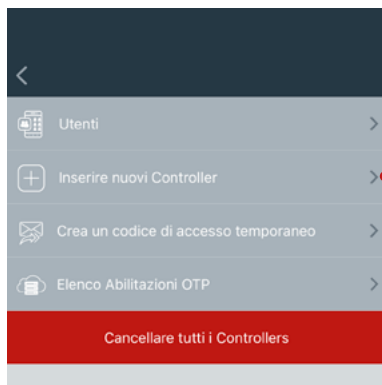 Utenti
Inserire nuovi Controller
Crea un codice di accesso temporaneo
Elenco Abilitazioni OTP
Cancellare tutti i Controllers